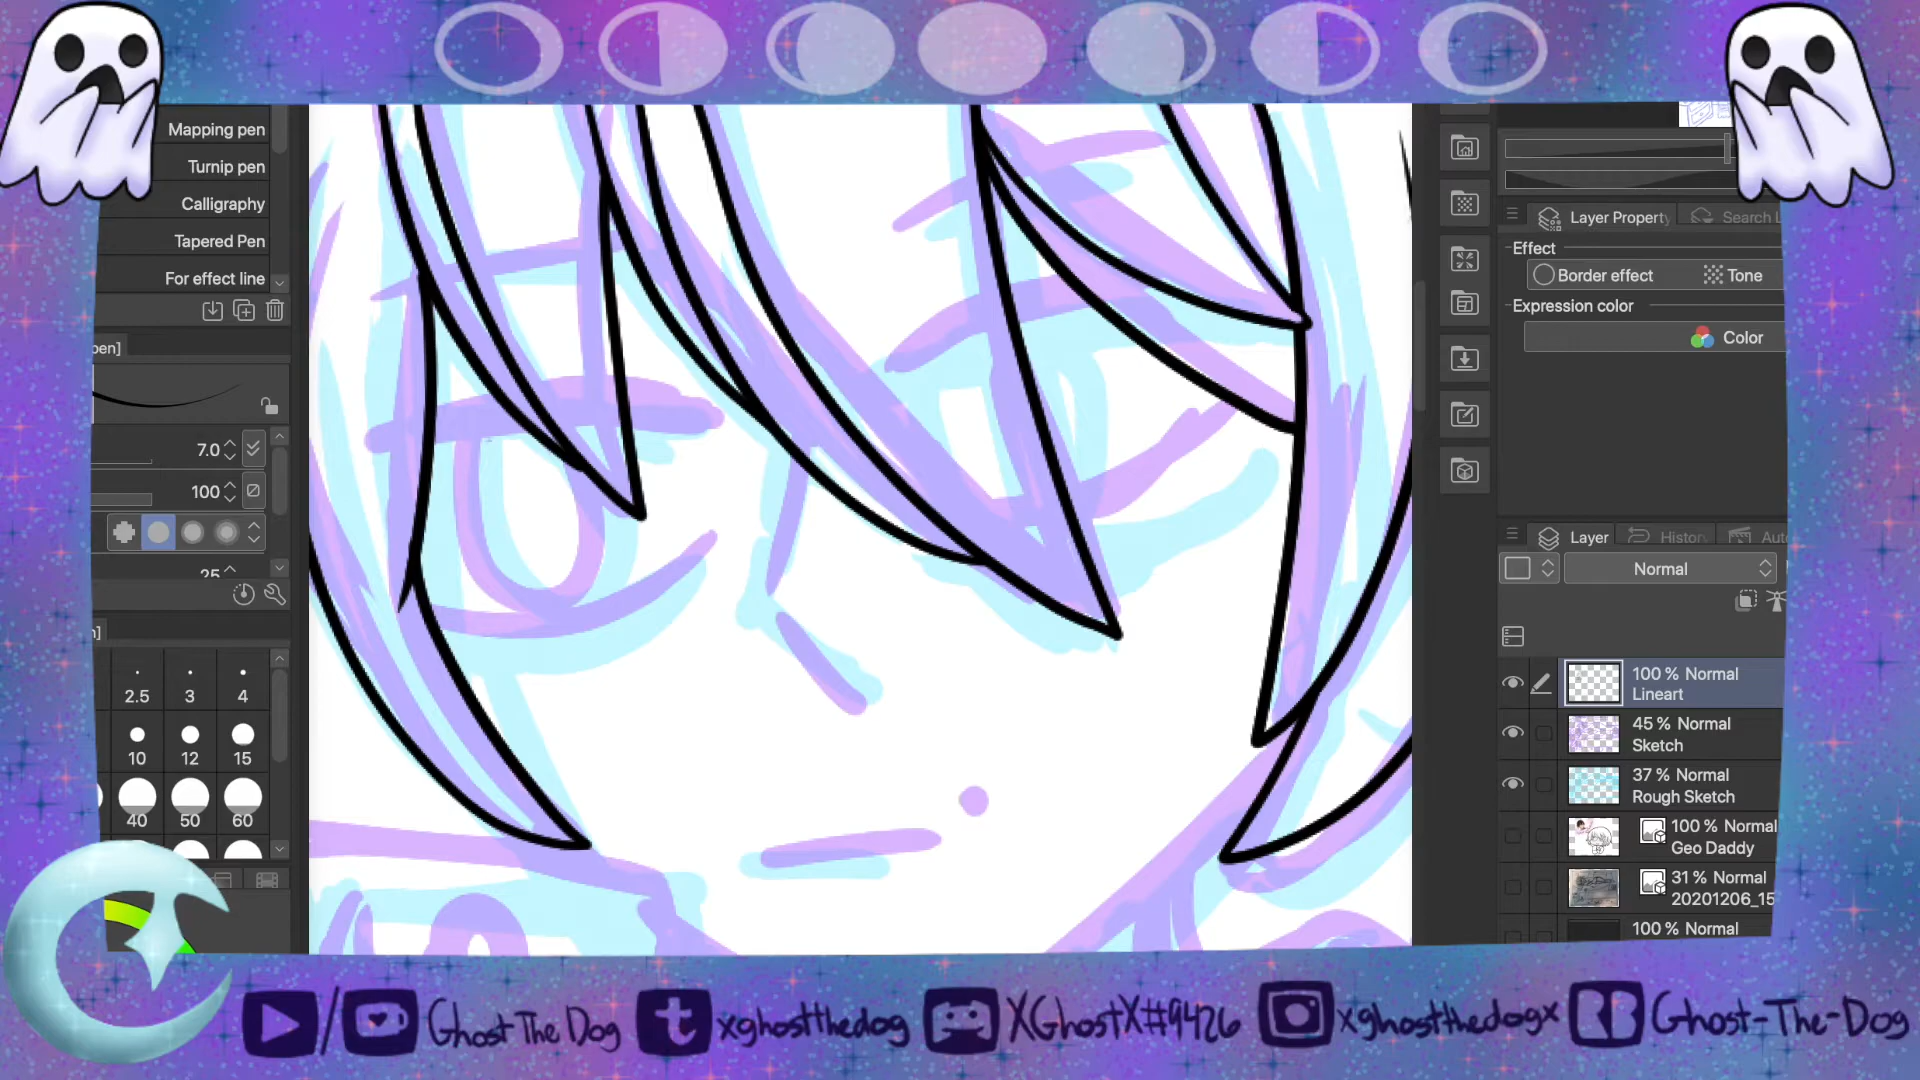 Mapping pen
Turnip pen
Calligraphy
Tapered Pen
For effect line
pen]
7.0
100
25
2.5 3 4
10 12 15
40 50 60
Layer Property
Search L
Effect
Border effect
Tone
Expression color
Color
Layer
Histor
Aut
Normal
100 % Normal
Lineart
45 % Normal
Sketch
37 % Normal
Rough Sketch
100 % Normal
Geo Daddy
31 % Normal
20201206_15
100 % Normal
/ Ghost The Dog t xghostthedog XGhostX#9426 xghostthedogx Ghost-The-Dog